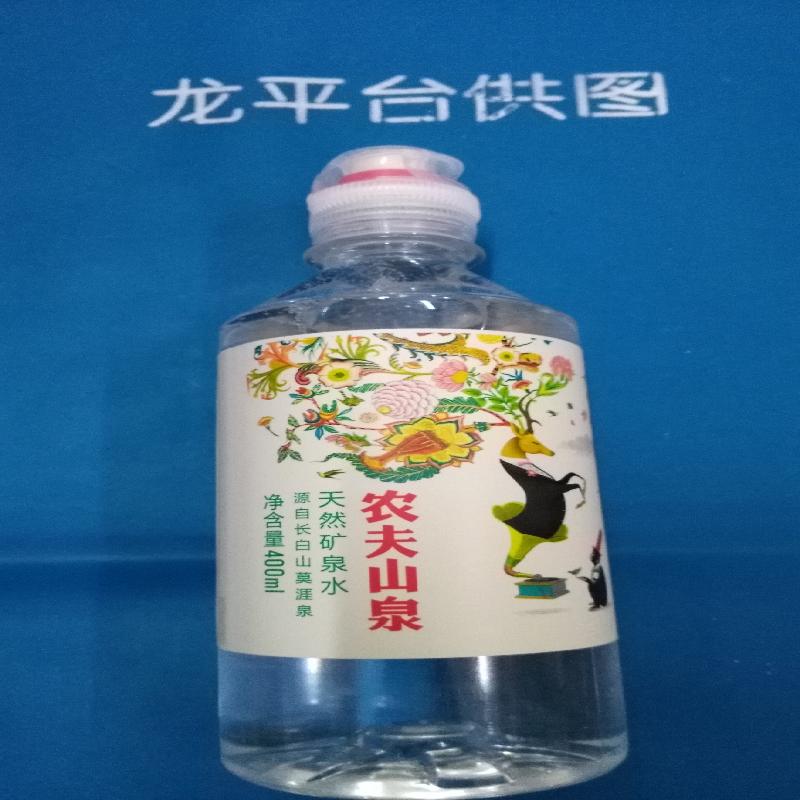 龙平台供图
农夫山泉
天然矿泉水
源自长白山莫涯泉
净含量400ml